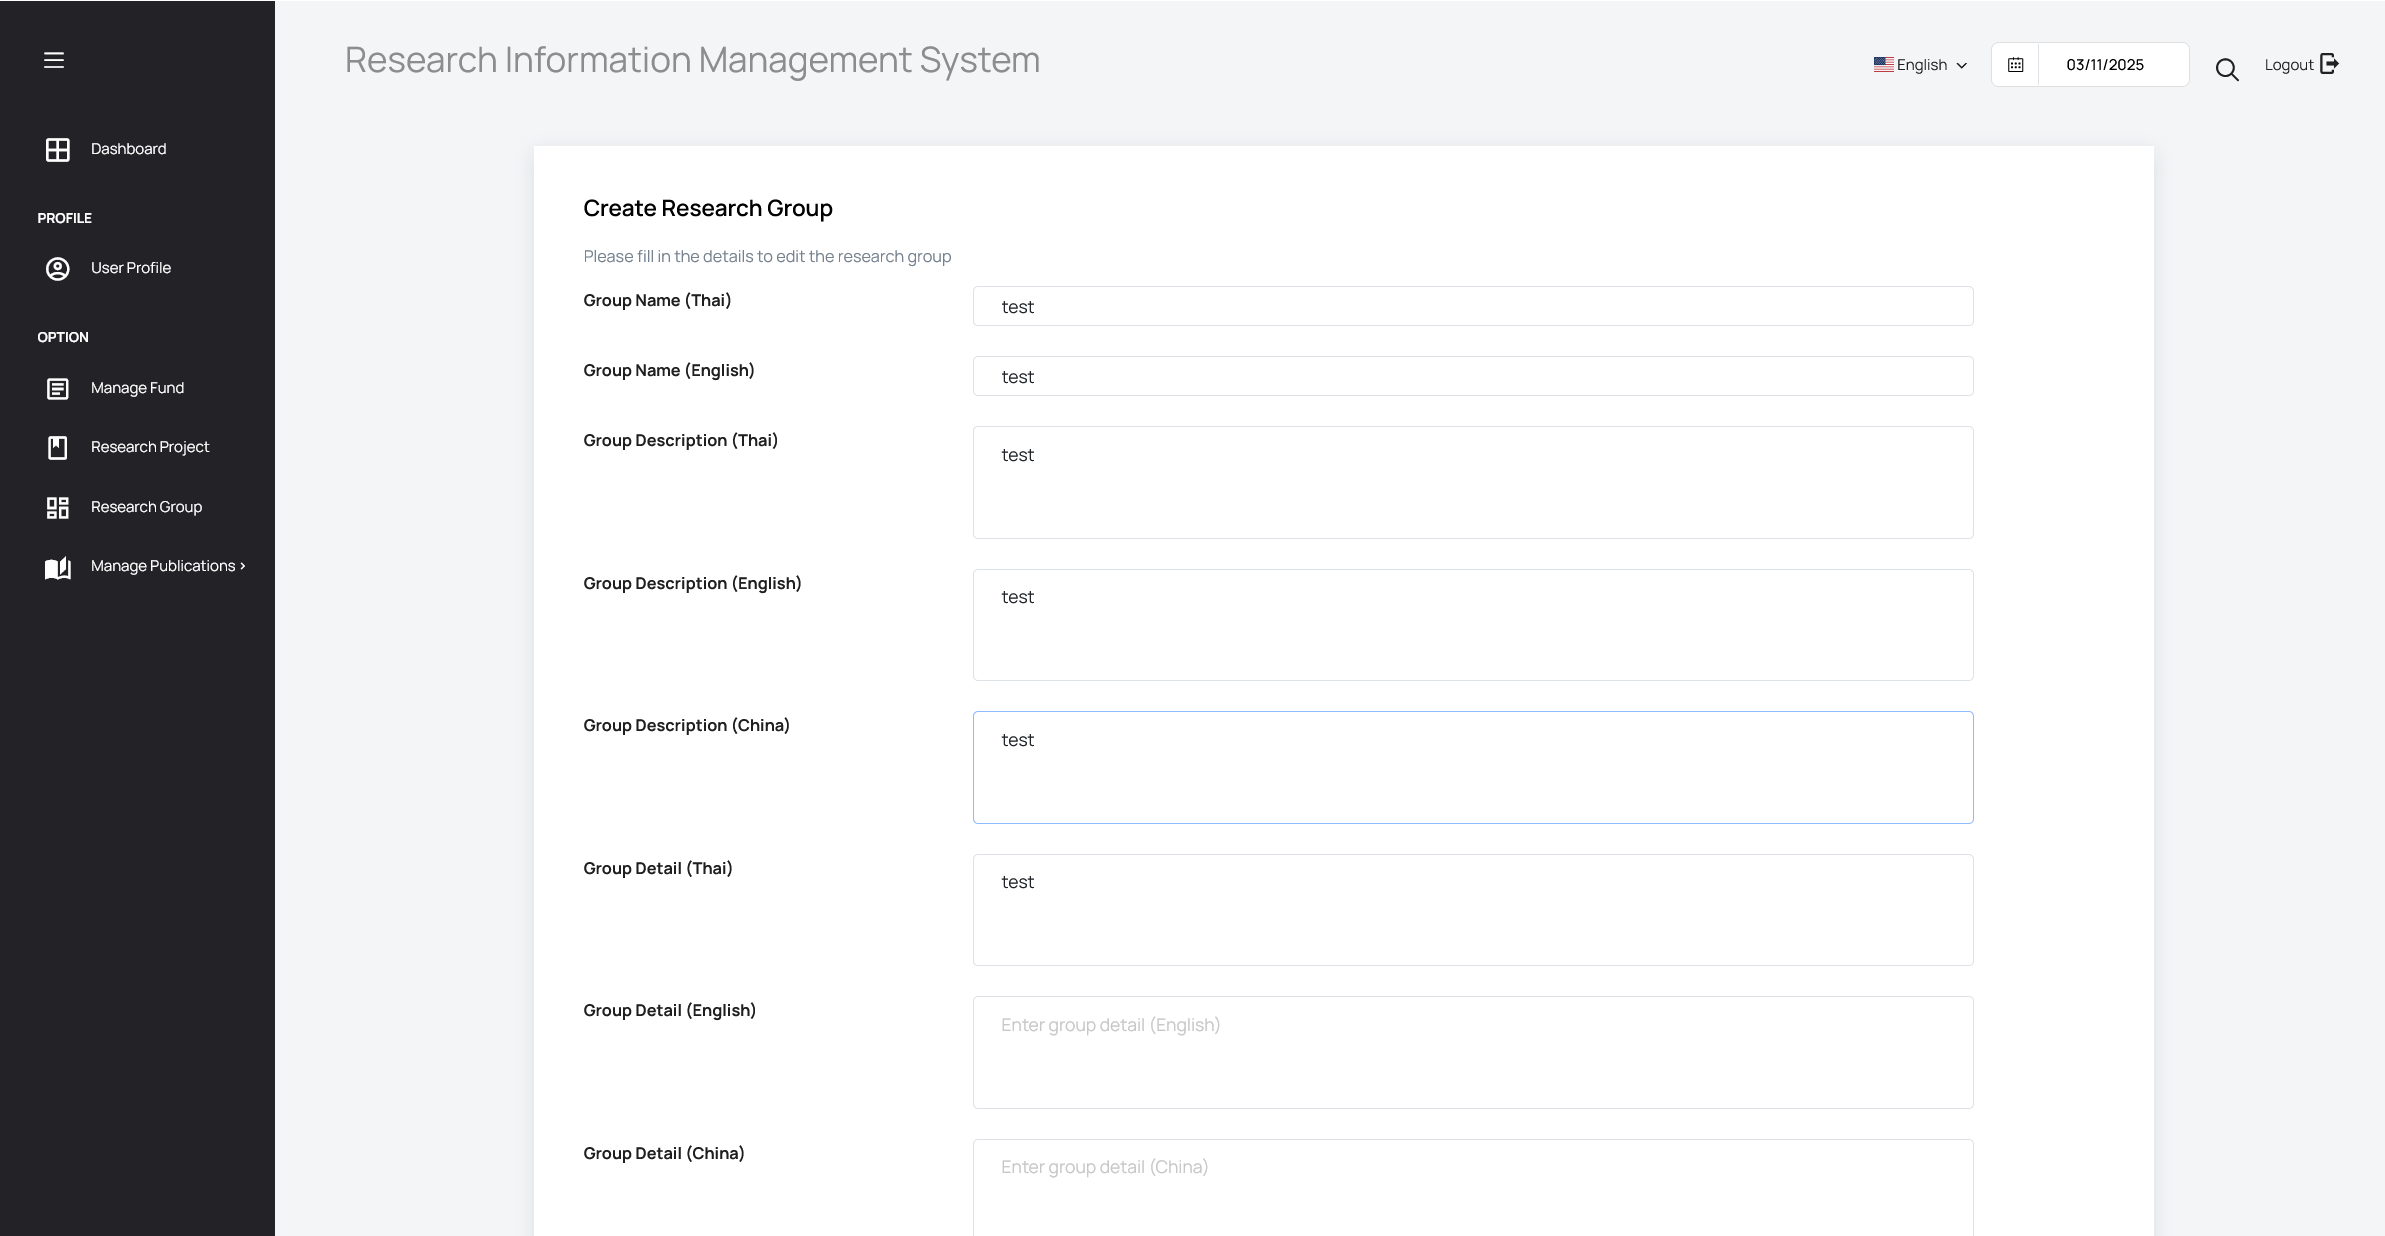 Research Information Management System
English
03/11/2025
Logout
Dashboard
PROFILE
User Profile
OPTION
Manage Fund
Research Project
Research Group
Manage Publications ›
Create Research Group
Please fill in the details to edit the research group
Group Name (Thai)
test
Group Name (English)
test
Group Description (Thai)
test
Group Description (English)
test
Group Description (China)
test
Group Detail (Thai)
test
Group Detail (English)
Enter group detail (English)
Group Detail (China)
Enter group detail (China)